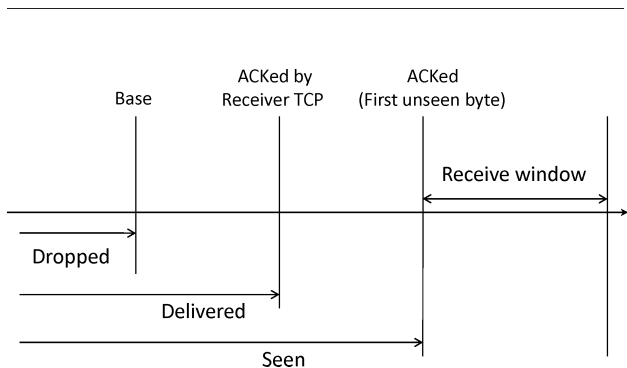 ACKed by
Receiver TCP
ACKed
(First unseen byte)
Base
Receive window
Dropped
Delivered
Seen